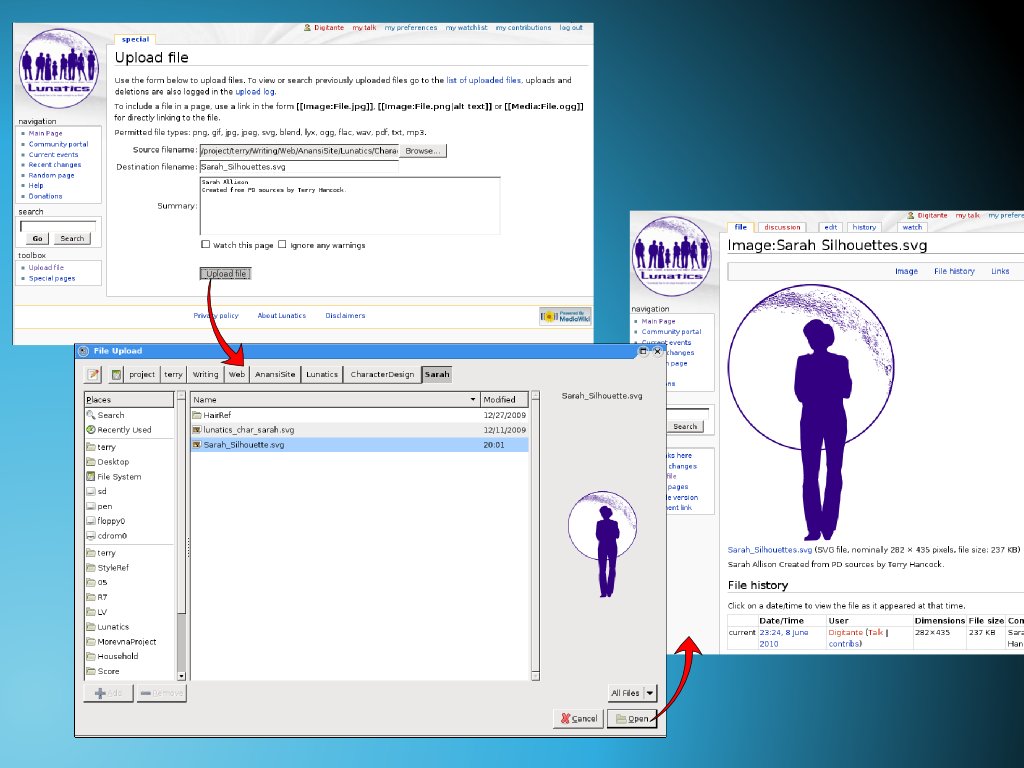 Digitante my talk my preferences my watchlist my contributions log out
special
Lunatics
Upload file
Use the form below to upload files. To view or search previously uploaded files go to the list of uploaded files, uploads and
deletions are also logged in the upload log.
To include a file in a page, use a link in the form [[Image:File.jpg]], [[Image:File.png|alt text]] or [[Media:File.ogg]]
for directly linking to the file.
Permitted file types: png, gif, jpg, jpeg, svg, blend, lyx, ogg, flac, wav, pdf, txt, mp3.
Source filename: /project/terry/Writing/Web/AnansiSite/Lunatics/Chara Browse...
Destination filename: Sarah_Silhouettes.svg
Summary:
Sarah Allison
Created from PD sources by Terry Hancock.
Watch this page Ignore any warnings
Upload file
navigation
Main Page
Community portal
Current events
Recent changes
Random page
Help
Donations
search
Go Search
toolbox
Upload file
Special pages
Privacy policy About Lunatics Disclaimers
Powered By
MediaWiki
File Upload
project terry Writing Web AnansiSite Lunatics CharacterDesign Sarah
Places
Search
Recently Used
terry
Desktop
File System
sd
pen
floppy0
cdrom0
terry
StyleRef
05
R7
LV
Lunatics
MorevnaProject
Household
Score
Add Remove
Name Modified
HairRef 12/27/2009
lunatics_char_sarah.svg 12/11/2009
Sarah_Silhouette.svg 20:01
Sarah_Silhouette.svg
All Files
Cancel Open
Digitante my talk my prefere
file discussion edit history watch
Lunatics
Image:Sarah Silhouettes.svg
Image File history Links
navigation
Main Page
Community portal
Current events
changes
page
ns
Search
ks here
changes
file
pages
le version
ent link
Sarah_Silhouettes.svg (SVG file, nominally 282 × 435 pixels, file size: 237 KB)
Sarah Allison Created from PD sources by Terry Hancock.
File history
Click on a date/time to view the file as it appeared at that time.
Date/Time User Dimensions File size Con
current 23:24, 8 June 2010 Digitante (Talk | contribs) 282×435 237 KB Sara
Han